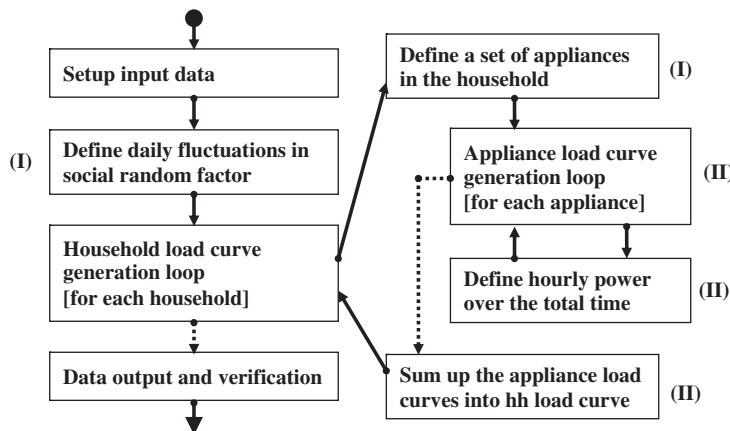 Setup input data
(I)
Define daily fluctuations in
social random factor
Household load curve
generation loop
[for each household]
Data output and verification
Define a set of appliances
in the household
(I)
Appliance load curve
generation loop
[for each appliance]
(II)
Define hourly power
over the total time
(II)
Sum up the appliance load
curves into hh load curve
(II)